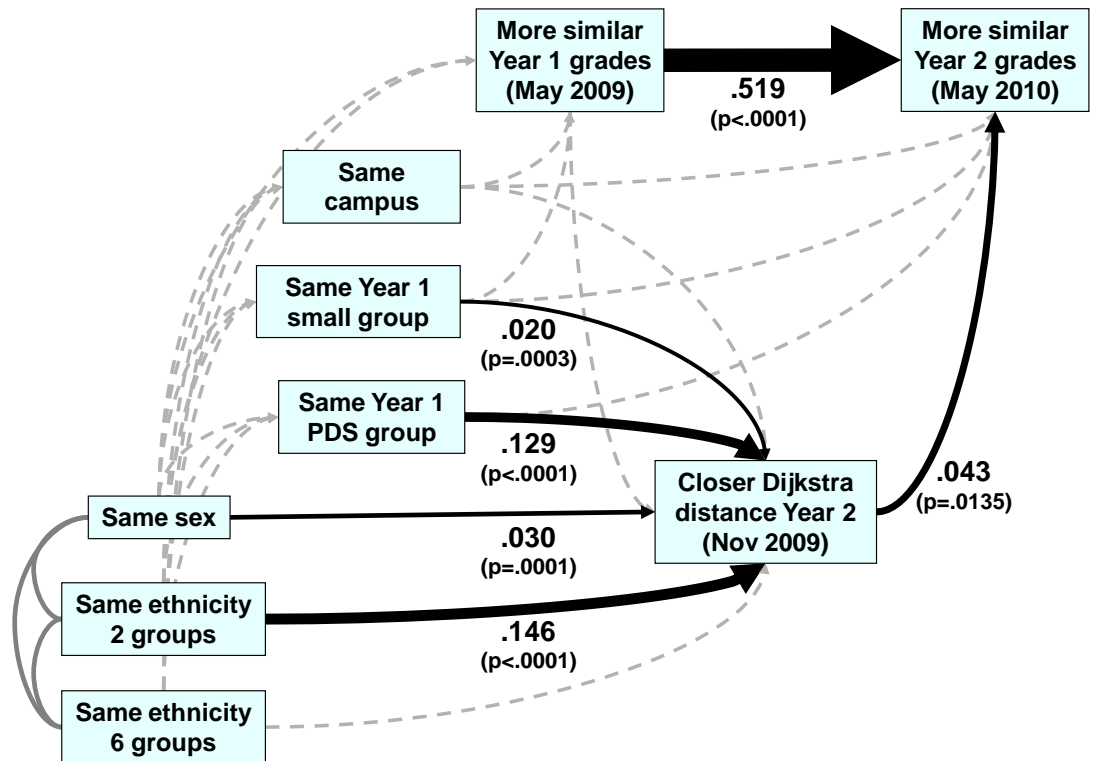 More similar
Year 1 grades
(May 2009)
.519
(p<.0001)
More similar
Year 2 grades
(May 2010)
Same
campus
Same Year 1
small group
.020
(p=.0003)
Same Year 1
PDS group
.129
(p<.0001)
Closer Dijkstra
distance Year 2
(Nov 2009)
.043
(p=.0135)
Same sex
.030
(p=.0001)
Same ethnicity
2 groups
.146
(p<.0001)
Same ethnicity
6 groups